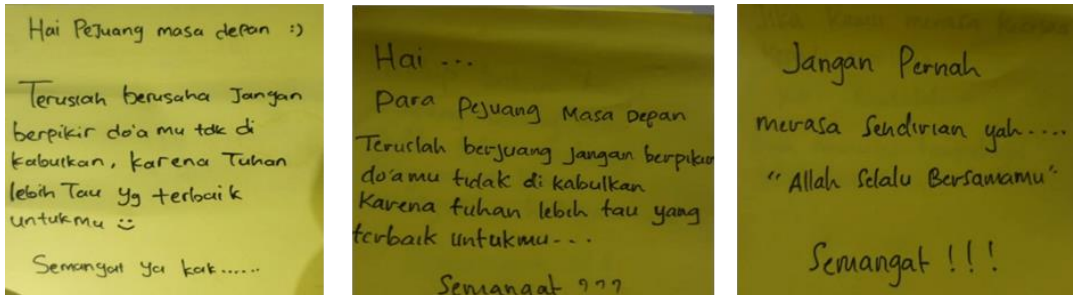 Hai Pejuang masa depan :)
Teruslah berusaha Jangan
berpikir do'a mu tdk di
kabulkan, karena Tuhan
lebih Tau yg terbaik
untukmu
Semangat ya kak......
Hai ...
Para Pejuang Masa Depan
Teruslah berjuang jangan berpikir
do'amu tidak di kabulkan
Karena tuhan lebih tau yang
terbaik untukmu...
Semangat ???
Jangan Pernah
merasa Sendirian yah....
"Allah Selalu Bersamamu"
Semangat !!!